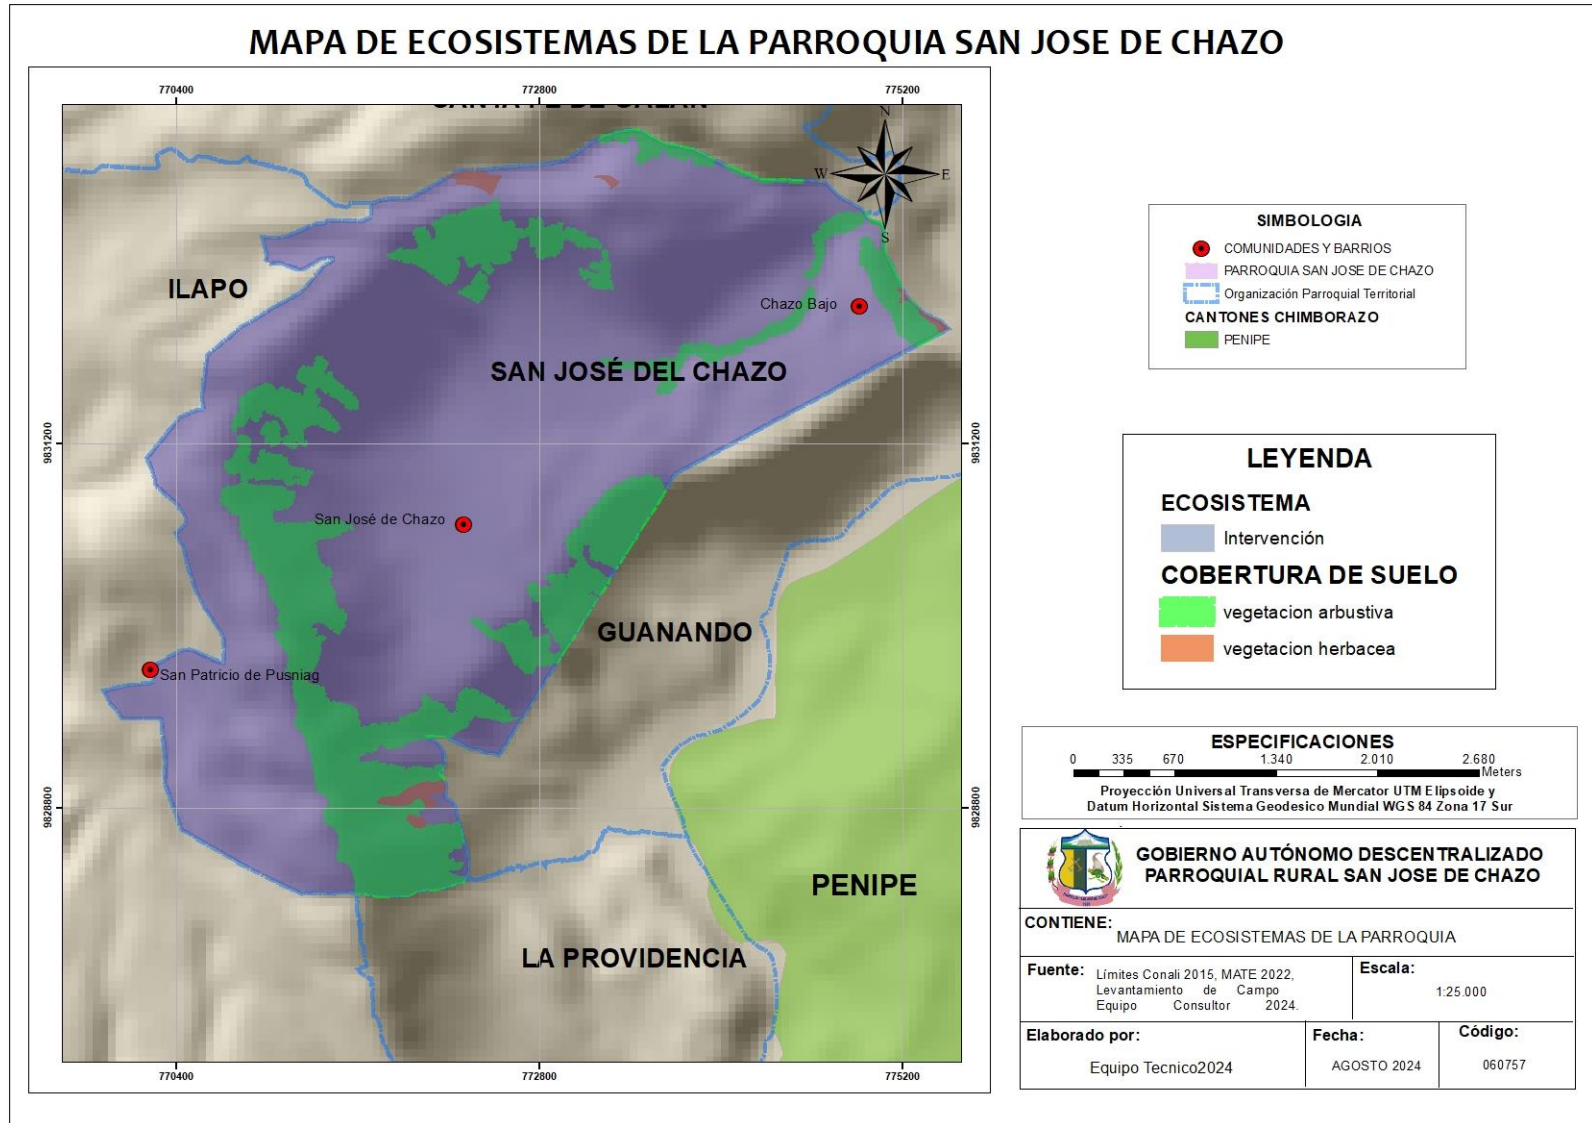 MAPA DE ECOSISTEMAS DE LA PARROQUIA SAN JOSE DE CHAZO
770400
772800
775200
N
W
E
S
ILAPO
Chazo Bajo
SAN JOSÉ DEL CHAZO
9831200
9831200
San José de Chazo
GUANANDO
San Patricio de Pusniag
9828800
9828800
PENIPE
LA PROVIDENCIA
770400
772800
775200
SIMBOLOGIA
COMUNIDADES Y BARRIOS
PARROQUIA SAN JOSE DE CHAZO
Organización Parroquial Territorial
CANTONES CHIMBORAZO
PENIPE
LEYENDA
ECOSISTEMA
Intervención
COBERTURA DE SUELO
vegetacion arbustiva
vegetacion herbacea
ESPECIFICACIONES
0 335 670 1.340 2.010 2.680
Meters
Proyección Universal Transversa de Mercator UTM Elipsoide y
Datum Horizontal Sistema Geodesico Mundial WGS 84 Zona 17 Sur
GOBIERNO AUTÓNOMO DESCENTRALIZADO
PARROQUIAL RURAL SAN JOSE DE CHAZO
CONTIENE:
MAPA DE ECOSISTEMAS DE LA PARROQUIA
Fuente: Límites Conali 2015, MATE 2022,
Levantamiento de Campo
Equipo Consultor 2024.
Escala:
1:25.000
Elaborado por:
Equipo Tecnico2024
Fecha:
AGOSTO 2024
Código:
060757